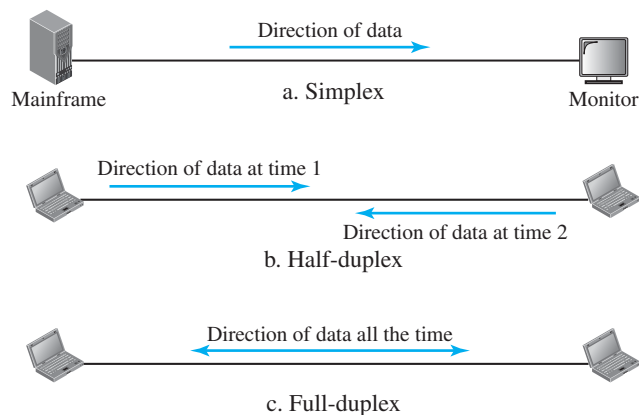 Direction of data
Mainframe
a. Simplex
Monitor
Direction of data at time 1
Direction of data at time 2
b. Half-duplex
Direction of data all the time
c. Full-duplex